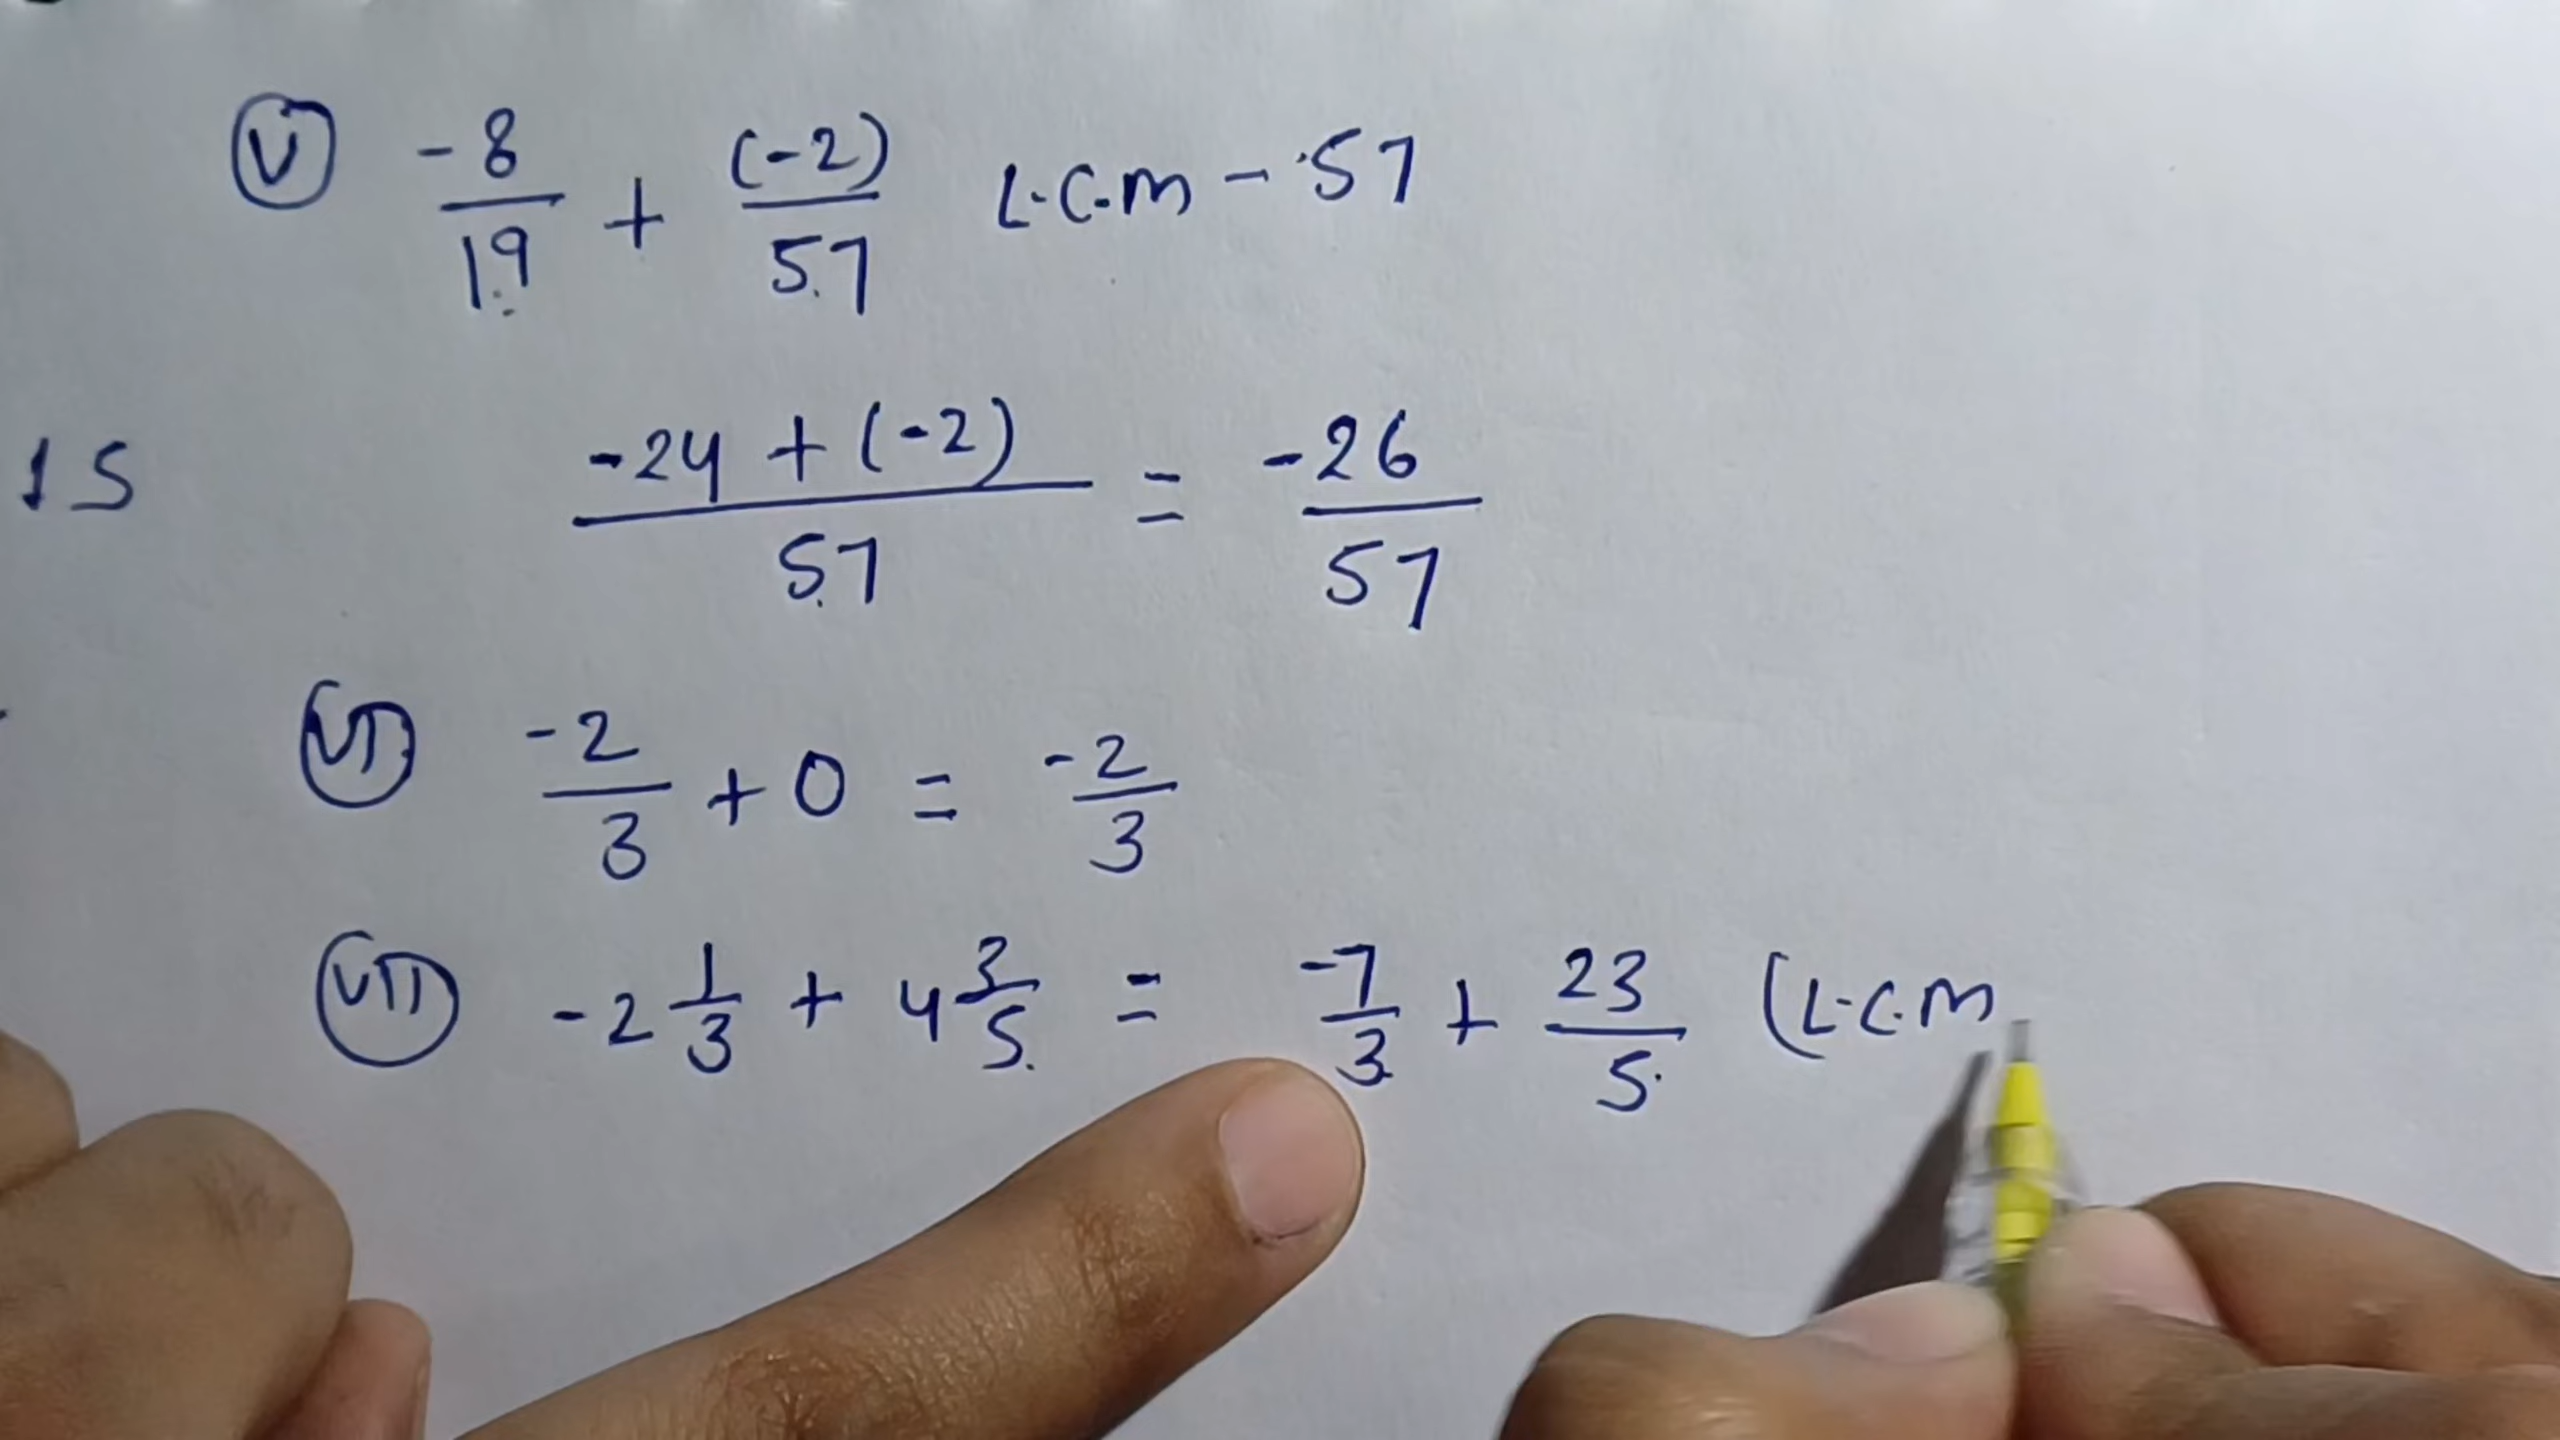 (V) -8/19 + (-2)/57 L.C.M - 57
15
-24 + (-2)/57 = -26/57
(VI) -2/3 + 0 = -2/3
(VII) -2 1/3 + 4 3/5 = -7/3 + 23/5 (L.C.M